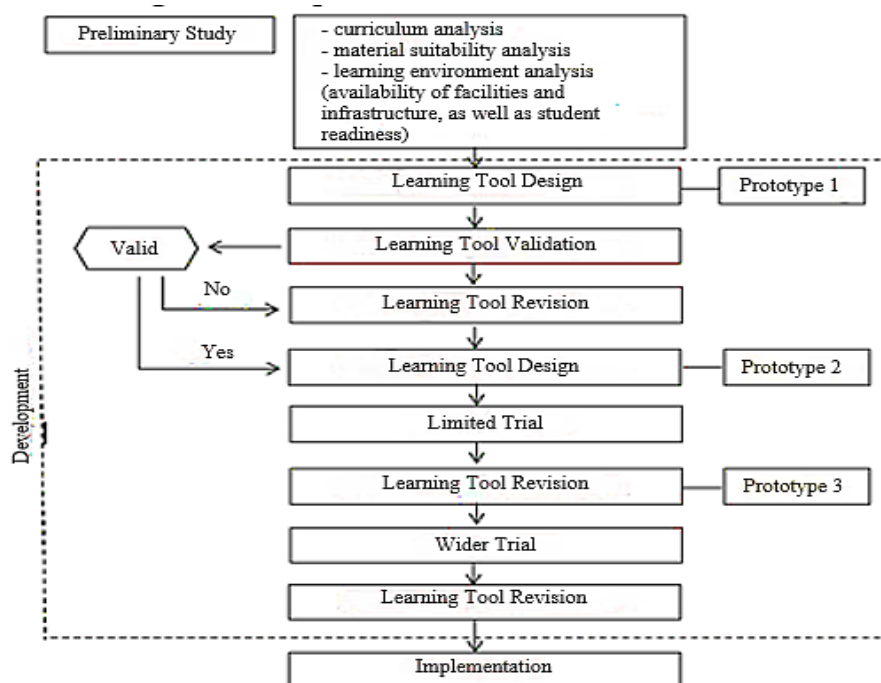 Preliminary Study
- curriculum analysis
- material suitability analysis
- learning environment analysis
(availability of facilities and
infrastructure, as well as student
readiness)
Learning Tool Design
Prototype 1
Valid
Learning Tool Validation
No
Learning Tool Revision
Yes
Learning Tool Design
Prototype 2
Limited Trial
Development
Learning Tool Revision
Prototype 3
Wider Trial
Learning Tool Revision
Implementation